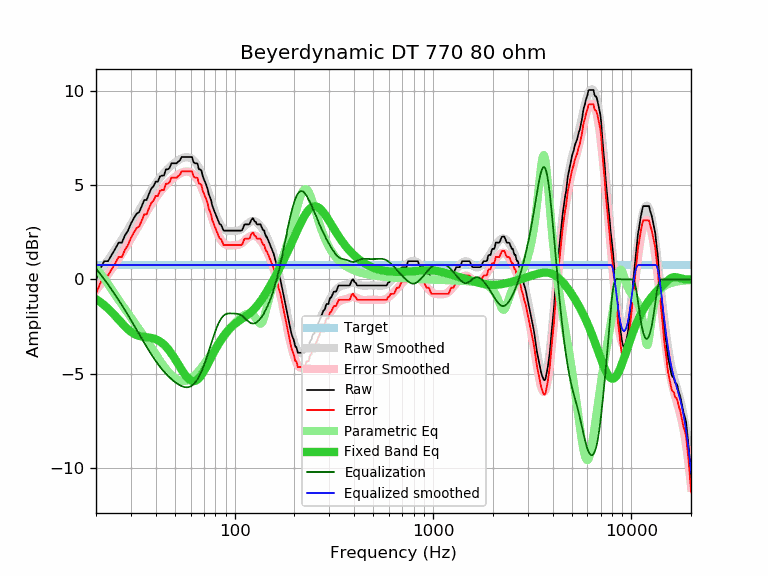 Beyerdynamic DT 770 80 ohm
10
5
0
−5
−10
Amplitude (dBr)
Target
Raw Smoothed
Error Smoothed
Raw
Error
Parametric Eq
Fixed Band Eq
Equalization
Equalized smoothed
100
1000
10000
Frequency (Hz)